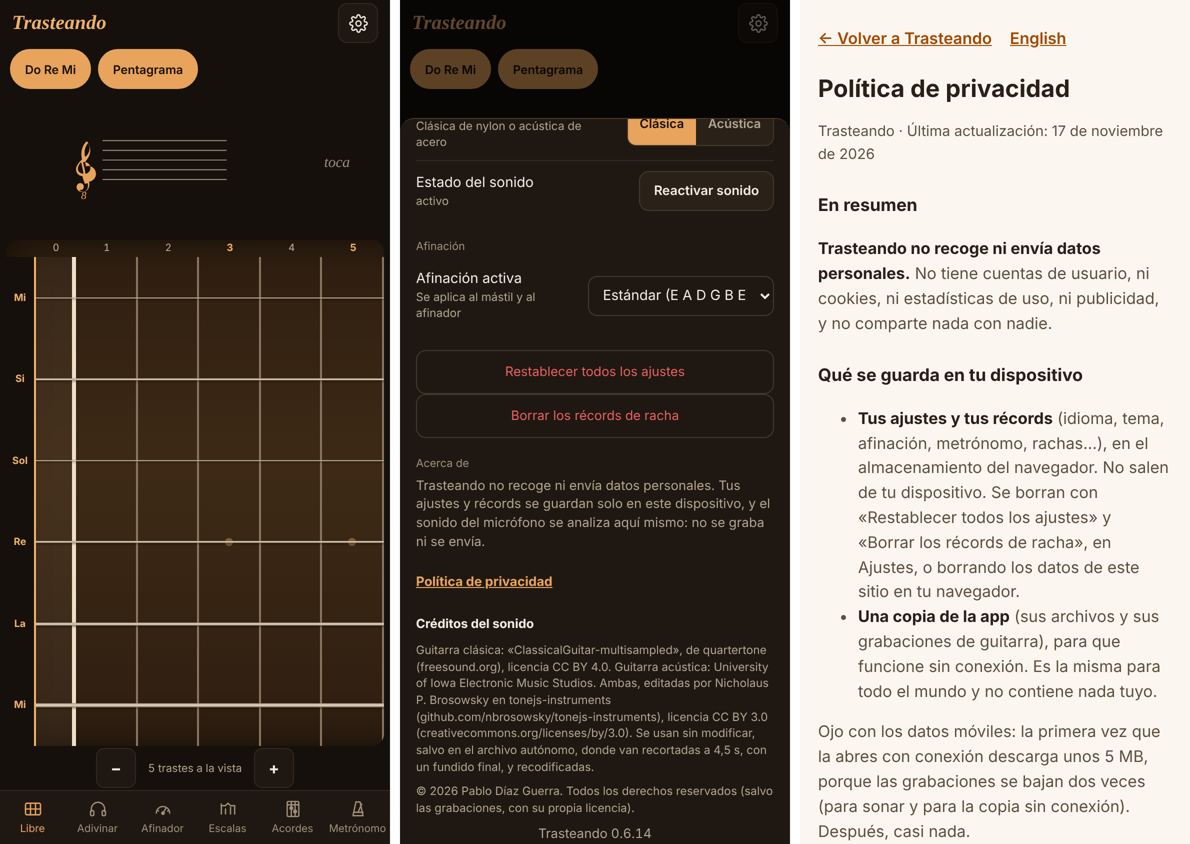 Trasteando
Do Re Mi
Pentagrama
8
toca
0 1 2 3 4 5
Mi
Si
Sol
Re
La
Mi
− 5 trastes a la vista +
Libre Adivinar Afinador Escalas Acordes Metrónomo
Trasteando
Do Re Mi
Pentagrama
Clásica de nylon o acústica de
acero
Clásica Acústica
Estado del sonido
activo
Reactivar sonido
Afinación
Afinación activa
Se aplica al mástil y al
afinador
Estándar (E A D G B E
Restablecer todos los ajustes
Borrar los récords de racha
Acerca de
Trasteando no recoge ni envía datos personales. Tus
ajustes y récords se guardan solo en este dispositivo, y el
sonido del micrófono se analiza aquí mismo: no se graba
ni se envía.
Política de privacidad
Créditos del sonido
Guitarra clásica: «ClassicalGuitar-multisampled», de quartertone
(freesound.org), licencia CC BY 4.0. Guitarra acústica: University
of Iowa Electronic Music Studios. Ambas, editadas por Nicholaus
P. Brosowsky en tonejs-instruments
(github.com/nbrosowsky/tonejs-instruments), licencia CC BY 3.0
(creativecommons.org/licenses/by/3.0). Se usan sin modificar,
salvo en el archivo autónomo, donde van recortadas a 4,5 s, con
un fundido final, y recodificadas.
© 2026 Pablo Díaz Guerra. Todos los derechos reservados (salvo
las grabaciones, con su propia licencia).
Trasteando 0.6.14
← Volver a Trasteando English
Política de privacidad
Trasteando · Última actualización: 17 de noviembre
de 2026
En resumen
Trasteando no recoge ni envía datos
personales. No tiene cuentas de usuario, ni
cookies, ni estadísticas de uso, ni publicidad,
y no comparte nada con nadie.
Qué se guarda en tu dispositivo
• Tus ajustes y tus récords (idioma, tema,
afinación, metrónomo, rachas…), en el
almacenamiento del navegador. No salen
de tu dispositivo. Se borran con
«Restablecer todos los ajustes» y
«Borrar los récords de racha», en
Ajustes, o borrando los datos de este
sitio en tu navegador.
• Una copia de la app (sus archivos y sus
grabaciones de guitarra), para que
funcione sin conexión. Es la misma para
todo el mundo y no contiene nada tuyo.
Ojo con los datos móviles: la primera vez que
la abres con conexión descarga unos 5 MB,
porque las grabaciones se bajan dos veces
(para sonar y para la copia sin conexión).
Después, casi nada.